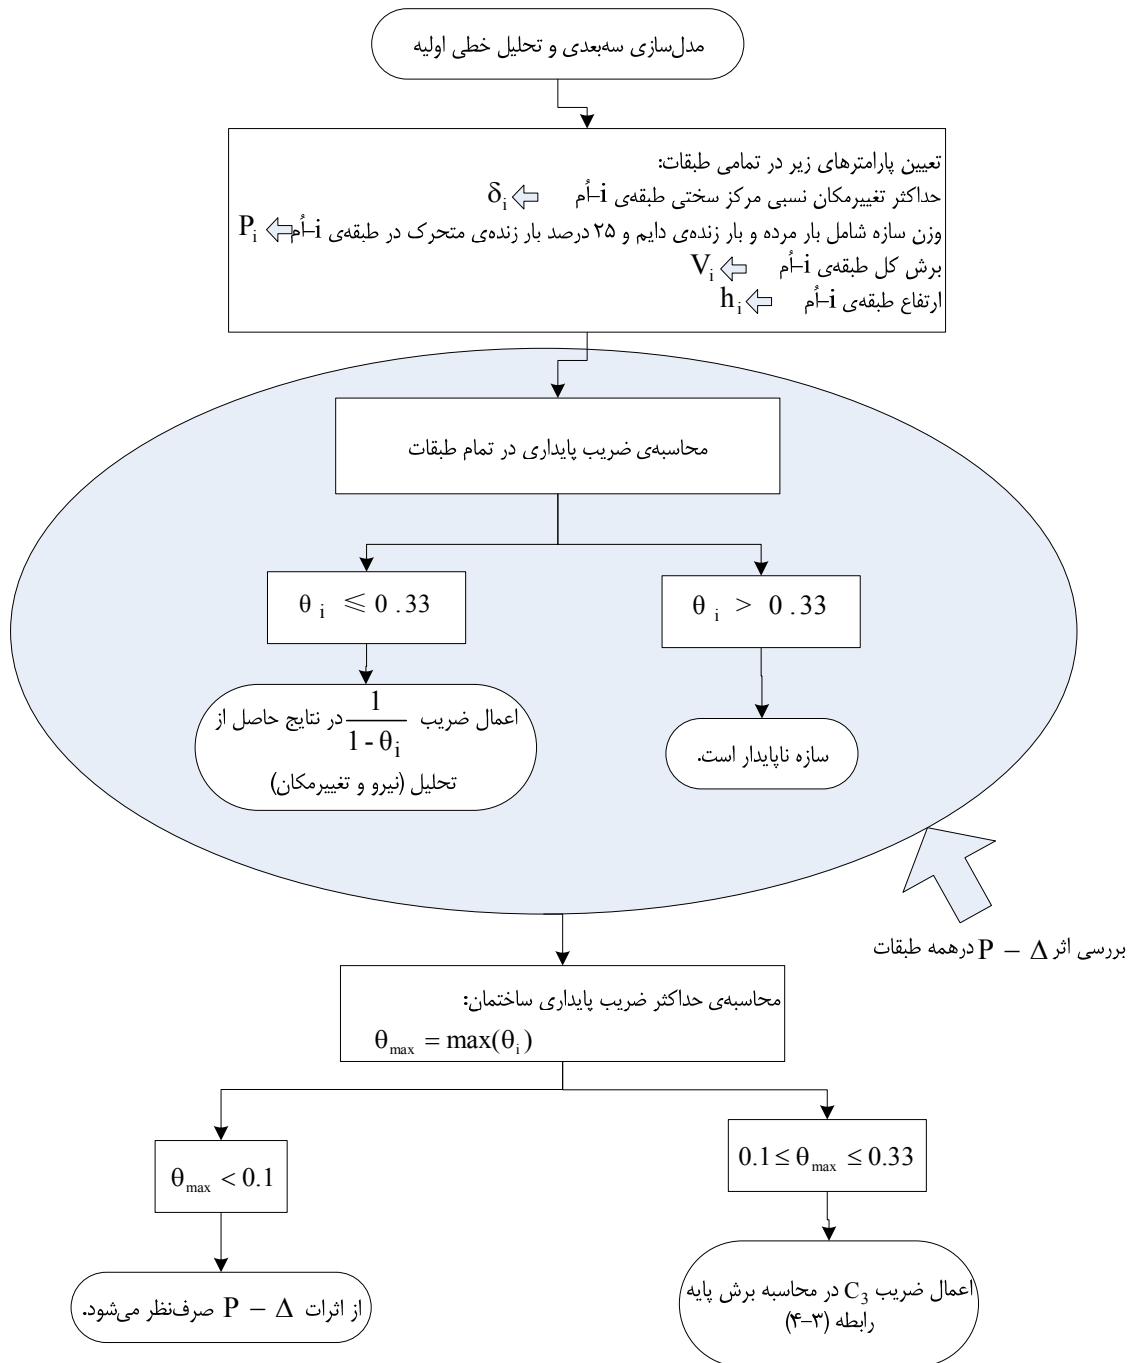 مدل‌سازی سه‌بعدی و تحلیل خطی اولیه
تعیین پارامترهای زیر در تمامی طبقات:
حداکثر تغییرمکان نسبی مرکز سختی طبقه‌ی i-اُم ⇦ δi
وزن سازه شامل بار مرده و بار زنده‌ی دایم و ۲۵ درصد بار زنده‌ی متحرک در طبقه‌ی i-اُم ⇦ Pi
برش کل طبقه‌ی i-اُم ⇦ Vi
ارتفاع طبقه‌ی i-اُم ⇦ hi
محاسبه‌ی ضریب پایداری در تمام طبقات
θi ≤ 0.33
θi > 0.33
اعمال ضریب 1/(1-θi) در نتایج حاصل از
تحلیل (نیرو و تغییرمکان)
سازه ناپایدار است.
بررسی اثر P − Δ درهمه طبقات
محاسبه‌ی حداکثر ضریب پایداری ساختمان:
θmax = max(θi)
θmax < 0.1
0.1 ≤ θmax ≤ 0.33
از اثرات P − Δ صرف‌نظر می‌شود.
اعمال ضریب C3 در محاسبه برش پایه
رابطه (۳-۴)